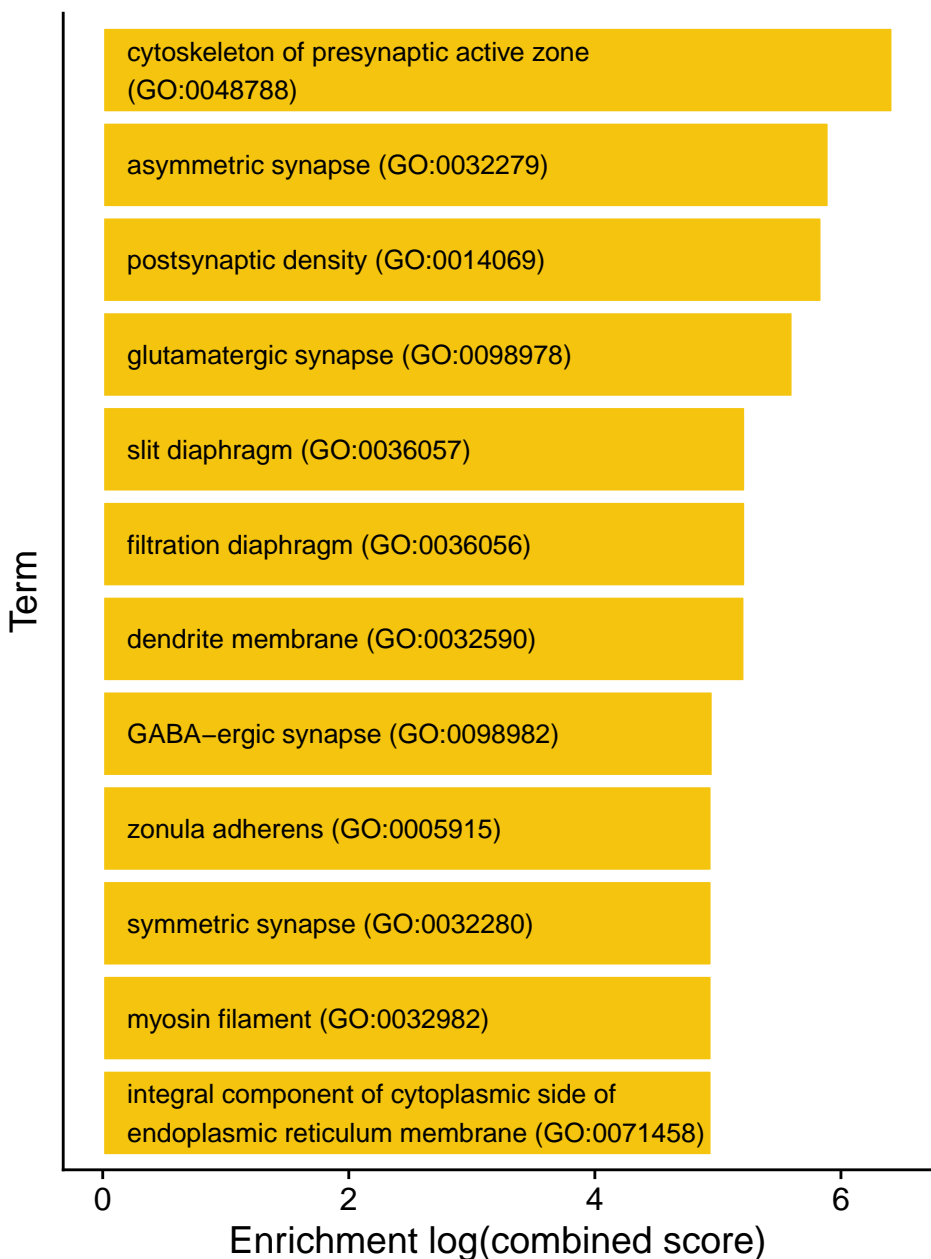 cytoskeleton of presynaptic active zone
(GO:0048788)
asymmetric synapse (GO:0032279)
postsynaptic density (GO:0014069)
glutamatergic synapse (GO:0098978)
slit diaphragm (GO:0036057)
filtration diaphragm (GO:0036056)
dendrite membrane (GO:0032590)
GABA−ergic synapse (GO:0098982)
zonula adherens (GO:0005915)
symmetric synapse (GO:0032280)
myosin filament (GO:0032982)
integral component of cytoplasmic side of
endoplasmic reticulum membrane (GO:0071458)
Term
0 2 4 6
Enrichment log(combined score)